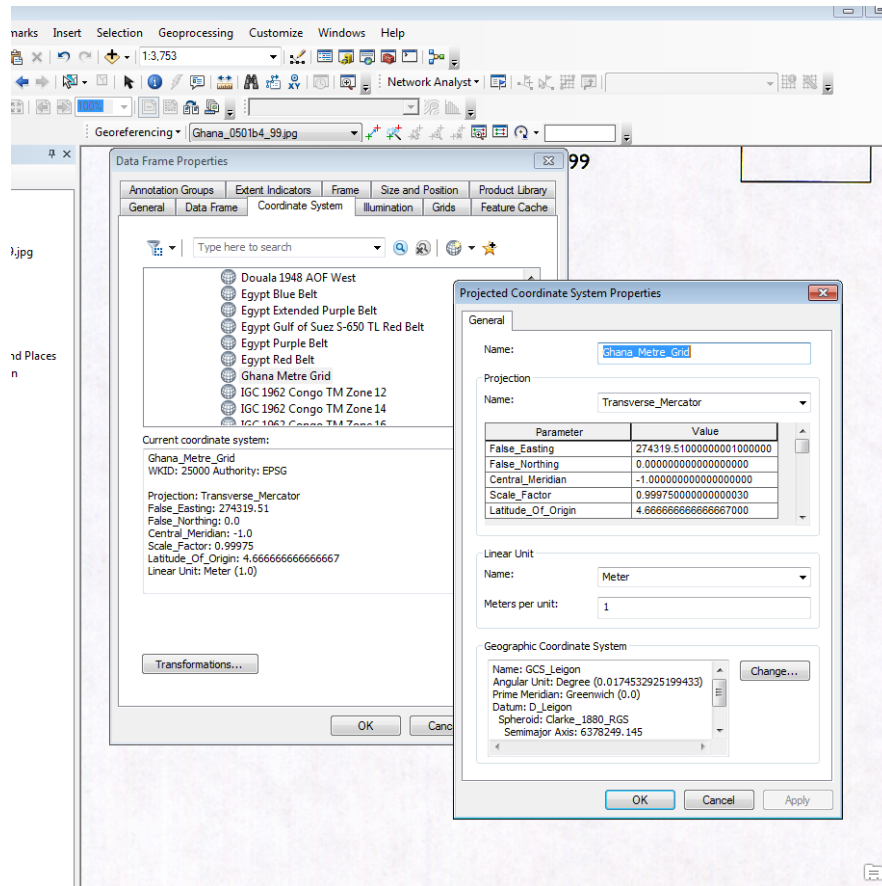 marks Insert Selection Geoprocessing Customize Windows Help
1:3,753
Network Analyst
100%
Georeferencing Ghana_0501b4_99.jpg
99
9.jpg
nd Places
n
Data Frame Properties
Annotation Groups Extent Indicators Frame Size and Position Product Library
General Data Frame Coordinate System Illumination Grids Feature Cache
Type here to search
Douala 1948 AOF West
Egypt Blue Belt
Egypt Extended Purple Belt
Egypt Gulf of Suez S-650 TL Red Belt
Egypt Purple Belt
Egypt Red Belt
Ghana Metre Grid
IGC 1962 Congo TM Zone 12
IGC 1962 Congo TM Zone 14
IGC 1962 Congo TM Zone 16
Current coordinate system:
Ghana_Metre_Grid
WKID: 25000 Authority: EPSG
Projection: Transverse_Mercator
False_Easting: 274319.51
False_Northing: 0.0
Central_Meridian: -1.0
Scale_Factor: 0.99975
Latitude_Of_Origin: 4.666666666666667
Linear Unit: Meter (1.0)
Transformations...
OK Canc
Projected Coordinate System Properties
General
Name: Ghana_Metre_Grid
Projection
Name: Transverse_Mercator
Parameter Value
False_Easting 274319.51000000001000000
False_Northing 0.000000000000000000
Central_Meridian -1.000000000000000000
Scale_Factor 0.999750000000000030
Latitude_Of_Origin 4.666666666666667000
Linear Unit
Name: Meter
Meters per unit: 1
Geographic Coordinate System
Name: GCS_Leigon
Angular Unit: Degree (0.0174532925199433)
Prime Meridian: Greenwich (0.0)
Datum: D_Leigon
Spheroid: Clarke_1880_RGS
Semimajor Axis: 6378249.145
Change...
OK Cancel Apply